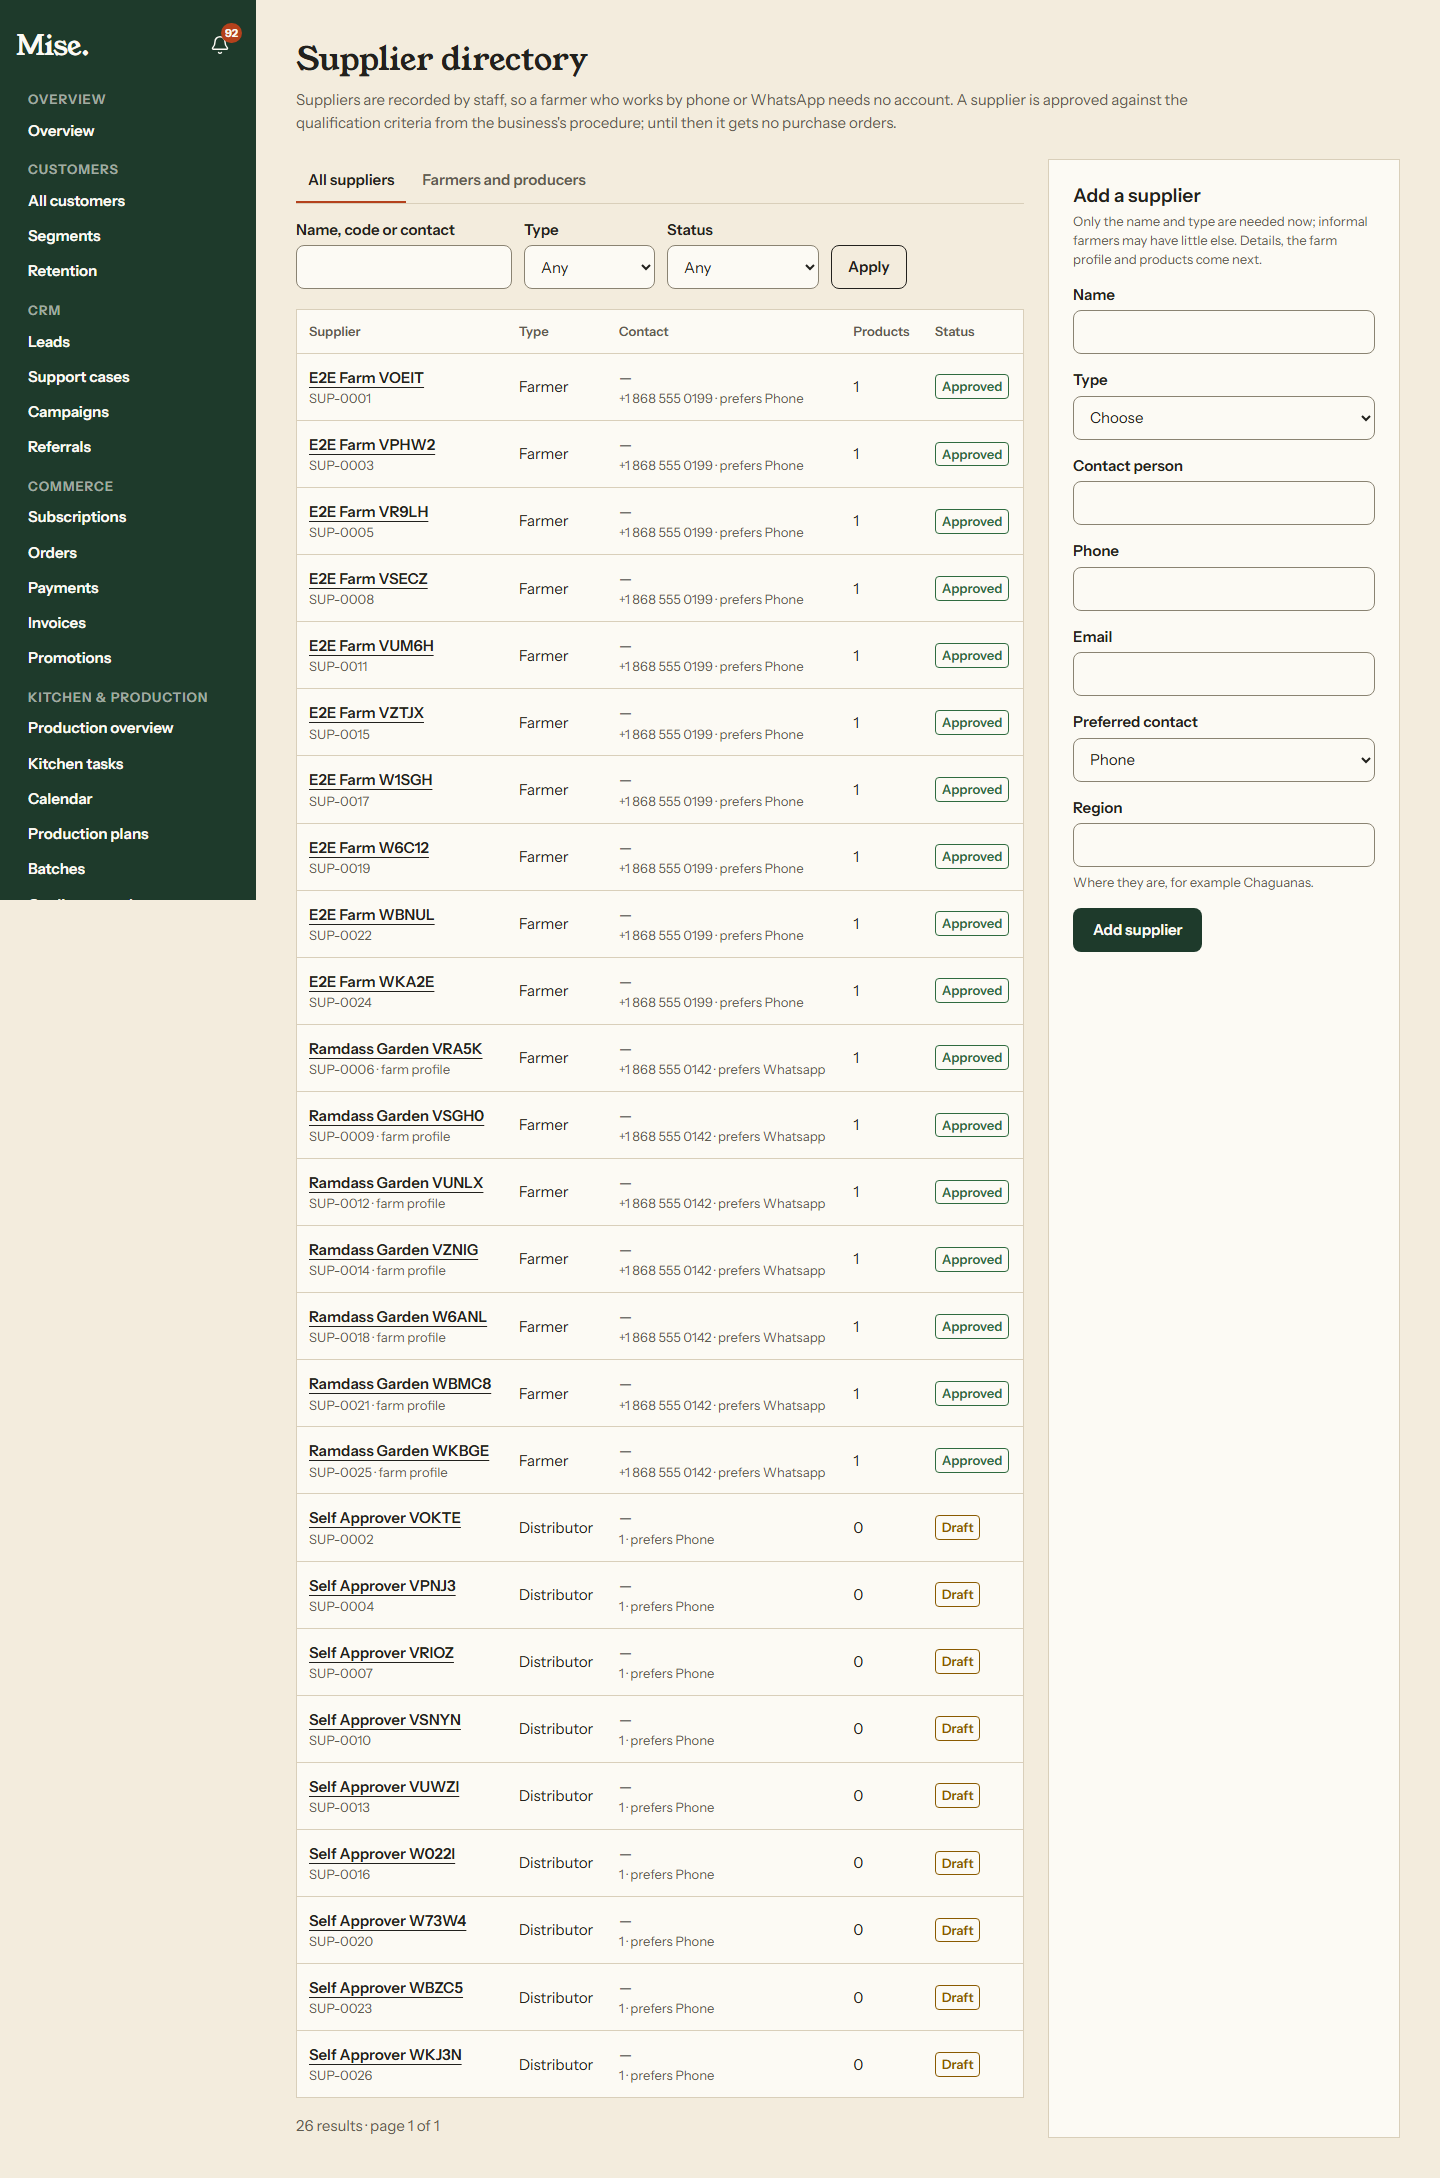 Mise.
92
OVERVIEW
Overview
CUSTOMERS
All customers
Segments
Retention
CRM
Leads
Support cases
Campaigns
Referrals
COMMERCE
Subscriptions
Orders
Payments
Invoices
Promotions
KITCHEN & PRODUCTION
Production overview
Kitchen tasks
Calendar
Production plans
Batches
Supplier directory
Suppliers are recorded by staff, so a farmer who works by phone or WhatsApp needs no account. A supplier is approved against the
qualification criteria from the business's procedure; until then it gets no purchase orders.
All suppliers Farmers and producers
Name, code or contact Type Status
Any Any Apply
Supplier Type Contact Products Status
E2E Farm VOEIT Farmer — 1 Approved
SUP-0001 +1 868 555 0199 · prefers Phone
E2E Farm VPHW2 Farmer — 1 Approved
SUP-0003 +1 868 555 0199 · prefers Phone
E2E Farm VR9LH Farmer — 1 Approved
SUP-0005 +1 868 555 0199 · prefers Phone
E2E Farm VSECZ Farmer — 1 Approved
SUP-0008 +1 868 555 0199 · prefers Phone
E2E Farm VUM6H Farmer — 1 Approved
SUP-0011 +1 868 555 0199 · prefers Phone
E2E Farm VZTJX Farmer — 1 Approved
SUP-0015 +1 868 555 0199 · prefers Phone
E2E Farm W1SGH Farmer — 1 Approved
SUP-0017 +1 868 555 0199 · prefers Phone
E2E Farm W6C12 Farmer — 1 Approved
SUP-0019 +1 868 555 0199 · prefers Phone
E2E Farm WBNUL Farmer — 1 Approved
SUP-0022 +1 868 555 0199 · prefers Phone
E2E Farm WKA2E Farmer — 1 Approved
SUP-0024 +1 868 555 0199 · prefers Phone
Ramdass Garden VRA5K Farmer — 1 Approved
SUP-0006 · farm profile +1 868 555 0142 · prefers Whatsapp
Ramdass Garden VSGH0 Farmer — 1 Approved
SUP-0009 · farm profile +1 868 555 0142 · prefers Whatsapp
Ramdass Garden VUNLX Farmer — 1 Approved
SUP-0012 · farm profile +1 868 555 0142 · prefers Whatsapp
Ramdass Garden VZNIG Farmer — 1 Approved
SUP-0014 · farm profile +1 868 555 0142 · prefers Whatsapp
Ramdass Garden W6ANL Farmer — 1 Approved
SUP-0018 · farm profile +1 868 555 0142 · prefers Whatsapp
Ramdass Garden WBMC8 Farmer — 1 Approved
SUP-0021 · farm profile +1 868 555 0142 · prefers Whatsapp
Ramdass Garden WKBGE Farmer — 1 Approved
SUP-0025 · farm profile +1 868 555 0142 · prefers Whatsapp
Self Approver VOKTE Distributor — 0 Draft
SUP-0002 1 · prefers Phone
Self Approver VPNJ3 Distributor — 0 Draft
SUP-0004 1 · prefers Phone
Self Approver VRIOZ Distributor — 0 Draft
SUP-0007 1 · prefers Phone
Self Approver VSNYN Distributor — 0 Draft
SUP-0010 1 · prefers Phone
Self Approver VUWZI Distributor — 0 Draft
SUP-0013 1 · prefers Phone
Self Approver W022I Distributor — 0 Draft
SUP-0016 1 · prefers Phone
Self Approver W73W4 Distributor — 0 Draft
SUP-0020 1 · prefers Phone
Self Approver WBZC5 Distributor — 0 Draft
SUP-0023 1 · prefers Phone
Self Approver WKJ3N Distributor — 0 Draft
SUP-0026 1 · prefers Phone
26 results · page 1 of 1
Add a supplier
Only the name and type are needed now; informal
farmers may have little else. Details, the farm
profile and products come next.
Name
Type
Choose
Contact person
Phone
Email
Preferred contact
Phone
Region
Where they are, for example Chaguanas.
Add supplier